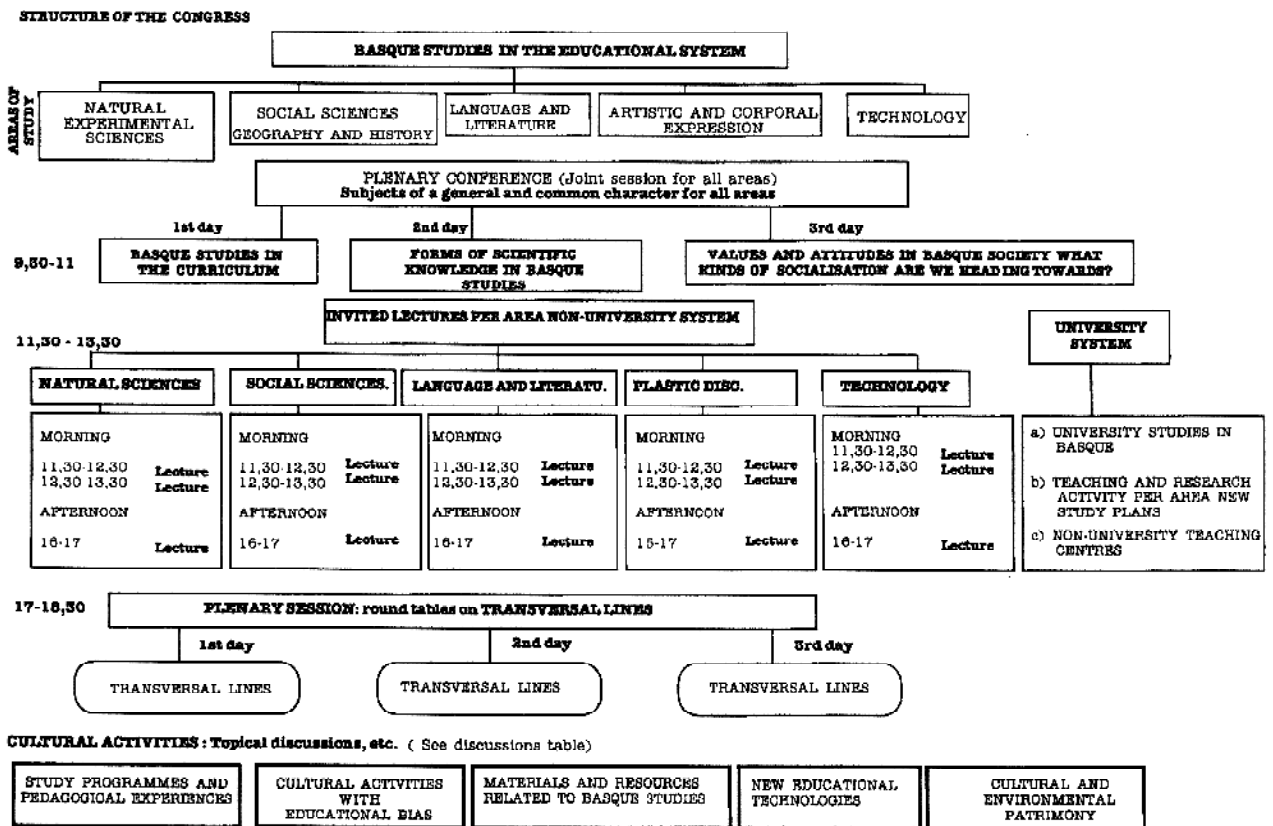 STRUCTURE OF THE CONGRESS
BASQUE STUDIES IN THE EDUCATIONAL SYSTEM
AREAS OF
STUDY
NATURAL
EXPERIMENTAL
SCIENCES
SOCIAL SCIENCES
GEOGRAPHY AND HISTORY
LANGUAGE AND
LITERATURE
ARTISTIC AND CORPORAL
EXPRESSION
TECHNOLOGY
PLENARY CONFERENCE (Joint session for all areas)
Subjects of a general and common character for all areas
1st day
2nd day
3rd day
9,30-11
BASQUE STUDIES IN
THE CURRICULUM
FORMS OF SCIENTIFIC
KNOWLEDGE IN BASQUE
STUDIES
VALUES AND ATTITUDES IN BASQUE SOCIETY WHAT
KINDS OF SOCIALISATION ARE WE HEADING TOWARDS?
INVITED LECTURES PER AREA NON-UNIVERSITY SYSTEM
UNIVERSITY
SYSTEM
11,30 - 13,30
NATURAL SCIENCES
SOCIAL SCIENCES.
LANGUAGE AND LITERATU.
PLASTIC DISC.
TECHNOLOGY
MORNING
11,30-12,30 Lecture
12,30-13,30 Lecture
AFTERNOON
16-17 Lecture
MORNING
11,30-12,30 Lecture
12,30-13,30 Lecture
AFTERNOON
16-17 Lecture
MORNING
11,30-12,30 Lecture
12,30-13,30 Lecture
AFTERNOON
16-17 Lecture
MORNING
11,30-12,30 Lecture
12,30-13,30 Lecture
AFTERNOON
15-17 Lecture
MORNING
11,30-12,30 Lecture
12,30-13,30 Lecture
AFTERNOON
16-17 Lecture
a) UNIVERSITY STUDIES IN
BASQUE
b) TEACHING AND RESEARCH
ACTIVITY PER AREA NEW
STUDY PLANS
c) NON-UNIVERSITY TEACHING
CENTRES
17-18,30
PLENARY SESSION: round tables on TRANSVERSAL LINES
1st day
2nd day
3rd day
TRANSVERSAL LINES
TRANSVERSAL LINES
TRANSVERSAL LINES
CULTURAL ACTIVITIES : Topical discussions, etc. ( See discussions table)
STUDY PROGRAMMES AND
PEDAGOGICAL EXPERIENCES
CULTURAL ACTIVITIES
WITH
EDUCATIONAL BIAS
MATERIALS AND RESOURCES
RELATED TO BASQUE STUDIES
NEW EDUCATIONAL
TECHNOLOGIES
CULTURAL AND
ENVIRONMENTAL
PATRIMONY